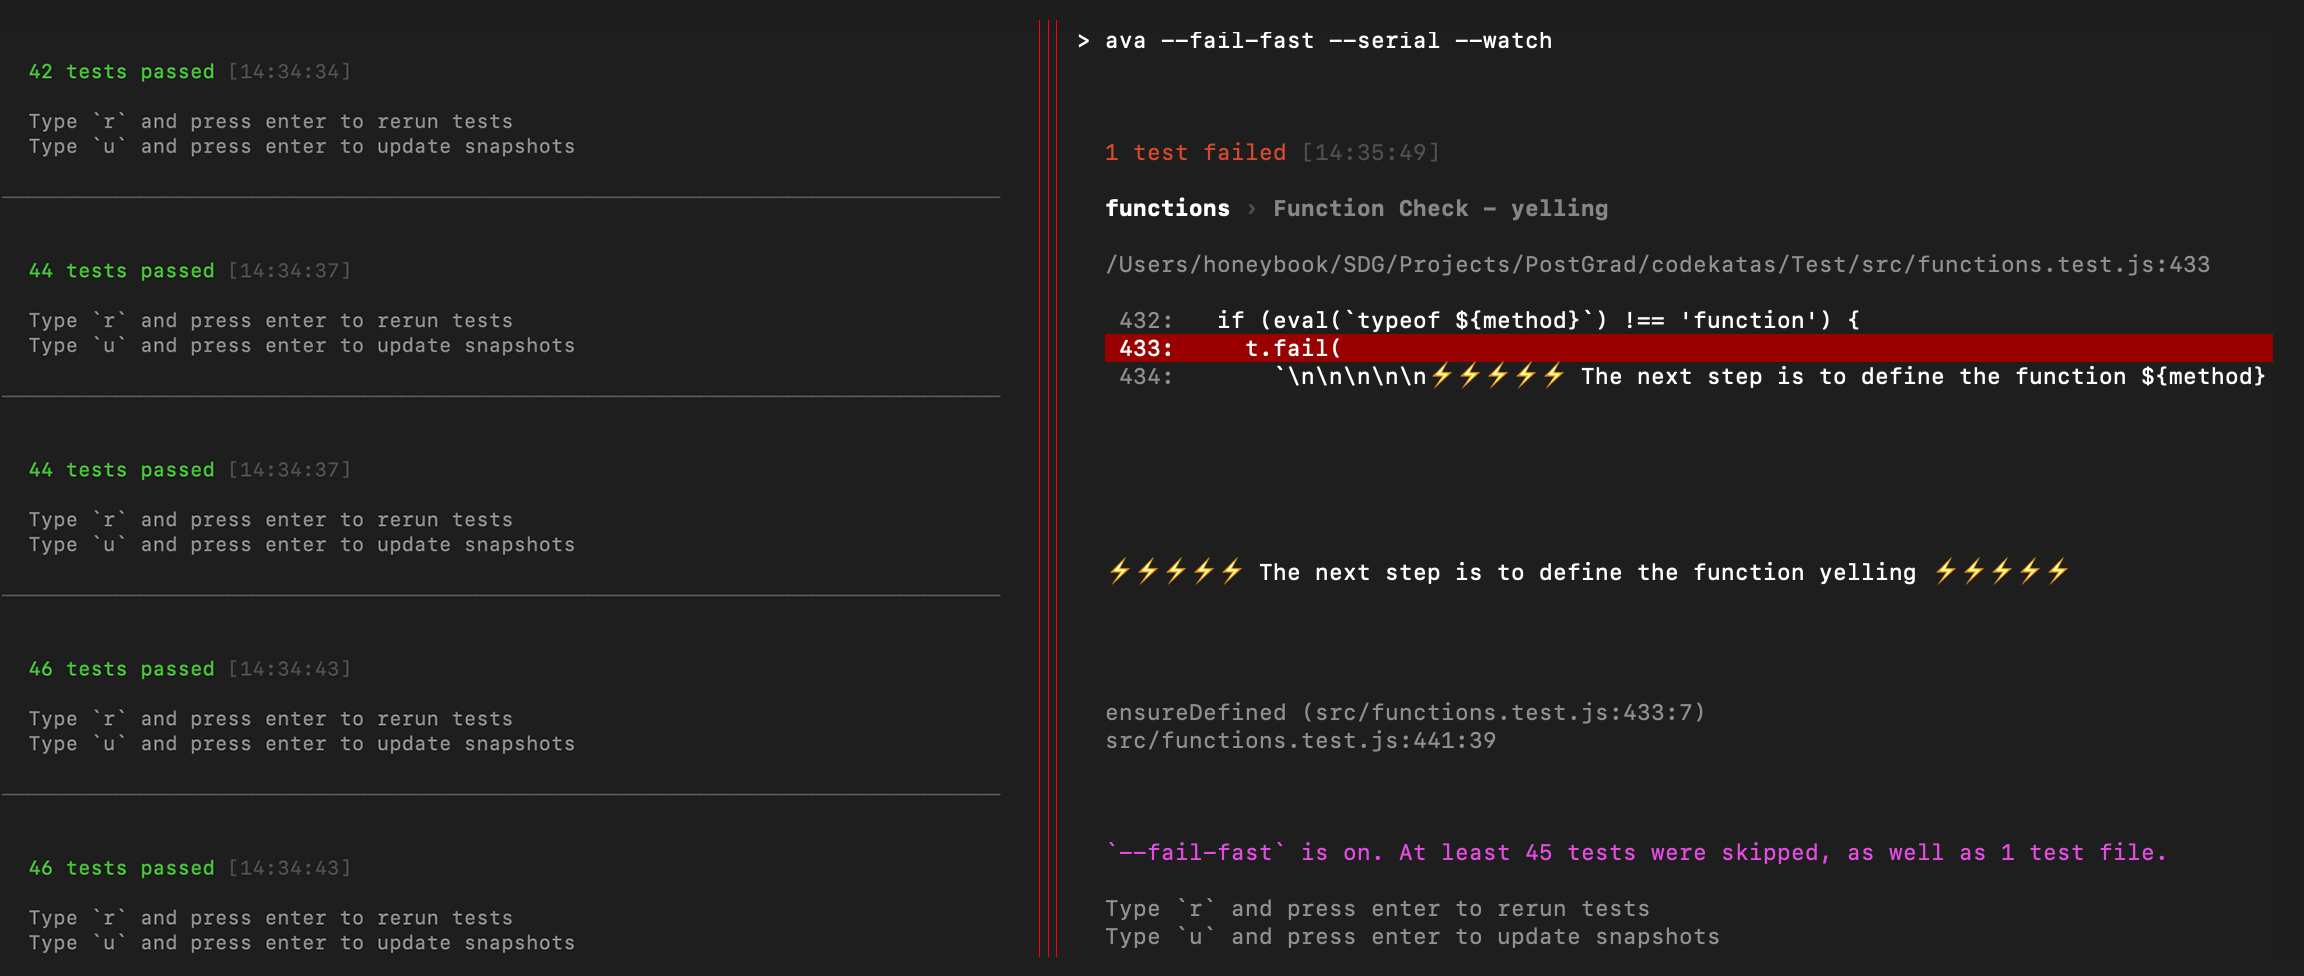 42 tests passed [14:34:34]
Type `r` and press enter to rerun tests
Type `u` and press enter to update snapshots
44 tests passed [14:34:37]
Type `r` and press enter to rerun tests
Type `u` and press enter to update snapshots
44 tests passed [14:34:37]
Type `r` and press enter to rerun tests
Type `u` and press enter to update snapshots
46 tests passed [14:34:43]
Type `r` and press enter to rerun tests
Type `u` and press enter to update snapshots
46 tests passed [14:34:43]
Type `r` and press enter to rerun tests
Type `u` and press enter to update snapshots
> ava --fail-fast --serial --watch
1 test failed [14:35:49]
functions › Function Check - yelling
/Users/honeybook/SDG/Projects/PostGrad/codekatas/Test/src/functions.test.js:433
432:   if (eval(`typeof ${method}`) !== 'function') {
433:     t.fail(
434:       `\n\n\n\n\n⚡⚡⚡⚡⚡ The next step is to define the function ${method}
⚡⚡⚡⚡⚡ The next step is to define the function yelling ⚡⚡⚡⚡⚡
ensureDefined (src/functions.test.js:433:7)
src/functions.test.js:441:39
`--fail-fast` is on. At least 45 tests were skipped, as well as 1 test file.
Type `r` and press enter to rerun tests
Type `u` and press enter to update snapshots